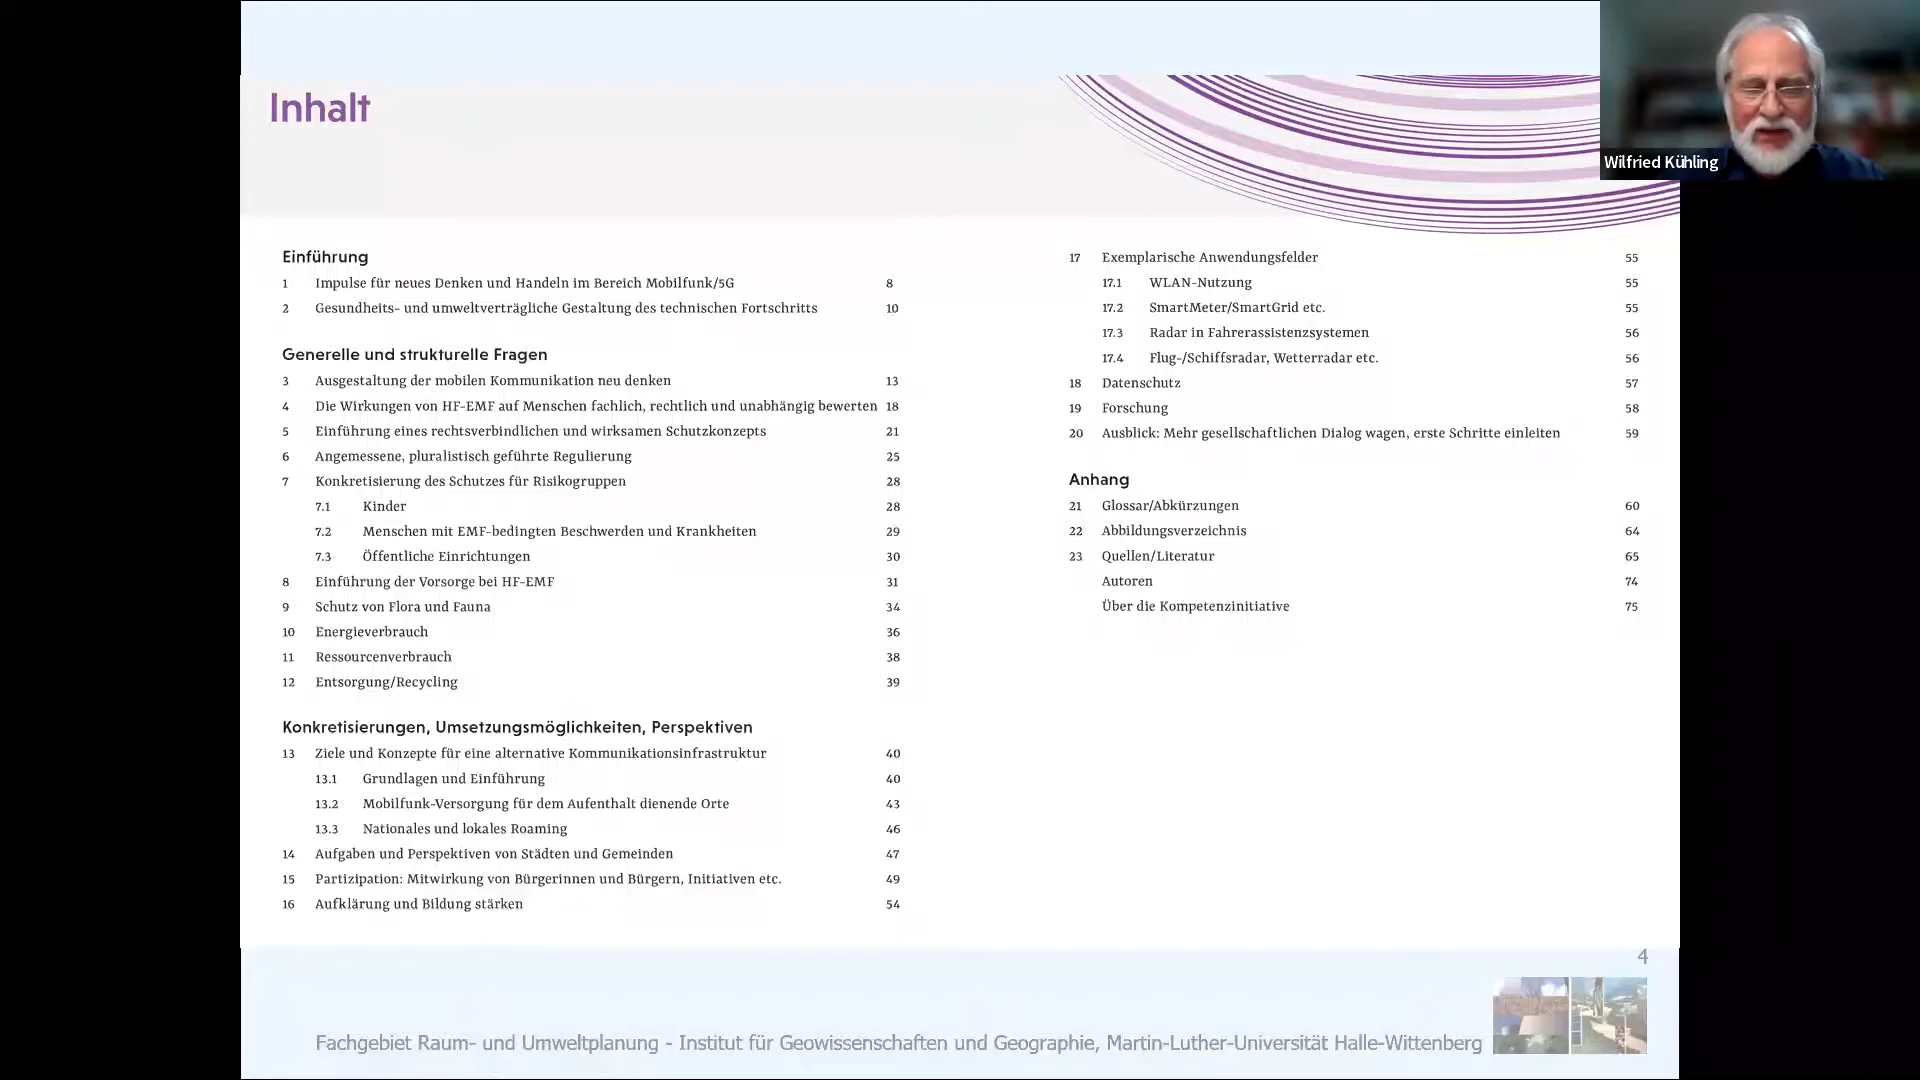 Inhalt
Wilfried Kühling
Einführung
1 Impulse für neues Denken und Handeln im Bereich Mobilfunk/5G 8
2 Gesundheits- und umweltverträgliche Gestaltung des technischen Fortschritts 10
Generelle und strukturelle Fragen
3 Ausgestaltung der mobilen Kommunikation neu denken 13
4 Die Wirkungen von HF-EMF auf Menschen fachlich, rechtlich und unabhängig bewerten 18
5 Einführung eines rechtsverbindlichen und wirksamen Schutzkonzepts 21
6 Angemessene, pluralistisch geführte Regulierung 25
7 Konkretisierung des Schutzes für Risikogruppen 28
7.1 Kinder 28
7.2 Menschen mit EMF-bedingten Beschwerden und Krankheiten 29
7.3 Öffentliche Einrichtungen 30
8 Einführung der Vorsorge bei HF-EMF 31
9 Schutz von Flora und Fauna 34
10 Energieverbrauch 36
11 Ressourcenverbrauch 38
12 Entsorgung/Recycling 39
Konkretisierungen, Umsetzungsmöglichkeiten, Perspektiven
13 Ziele und Konzepte für eine alternative Kommunikationsinfrastruktur 40
13.1 Grundlagen und Einführung 40
13.2 Mobilfunk-Versorgung für dem Aufenthalt dienende Orte 43
13.3 Nationales und lokales Roaming 46
14 Aufgaben und Perspektiven von Städten und Gemeinden 47
15 Partizipation: Mitwirkung von Bürgerinnen und Bürgern, Initiativen etc. 49
16 Aufklärung und Bildung stärken 54
17 Exemplarische Anwendungsfelder 55
17.1 WLAN-Nutzung 55
17.2 SmartMeter/SmartGrid etc. 55
17.3 Radar in Fahrerassistenzsystemen 56
17.4 Flug-/Schiffsradar, Wetterradar etc. 56
18 Datenschutz 57
19 Forschung 58
20 Ausblick: Mehr gesellschaftlichen Dialog wagen, erste Schritte einleiten 59
Anhang
21 Glossar/Abkürzungen 60
22 Abbildungsverzeichnis 64
23 Quellen/Literatur 65
Autoren 74
Über die Kompetenzinitiative 75
4
Fachgebiet Raum- und Umweltplanung - Institut für Geowissenschaften und Geographie, Martin-Luther-Universität Halle-Wittenberg